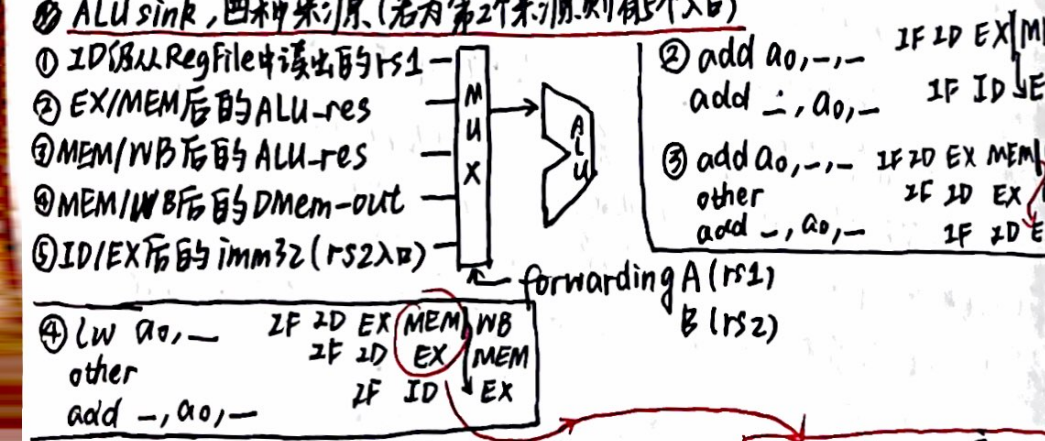 ALU sink, 四种来源(若为第2个来源则有5个入口)
① ID级从RegFile中读出的rs1
② EX/MEM后的ALU-res
③ MEM/WB后的ALU-res
④ MEM/WB后的DMem-out
⑤ ID/EX后的imm32(rs2入口)
MUX
ALU
forwarding A (rs1)
B (rs2)
② add a0,-,- IF ID EX M
add -, a0,- IF ID E
③ add a0,-,- IF ID EX MEM
other IF ID EX
add -, a0,- IF ID E
④ lw a0,- IF ID EX MEM WB
other IF ID EX MEM
add -, a0,- IF ID EX